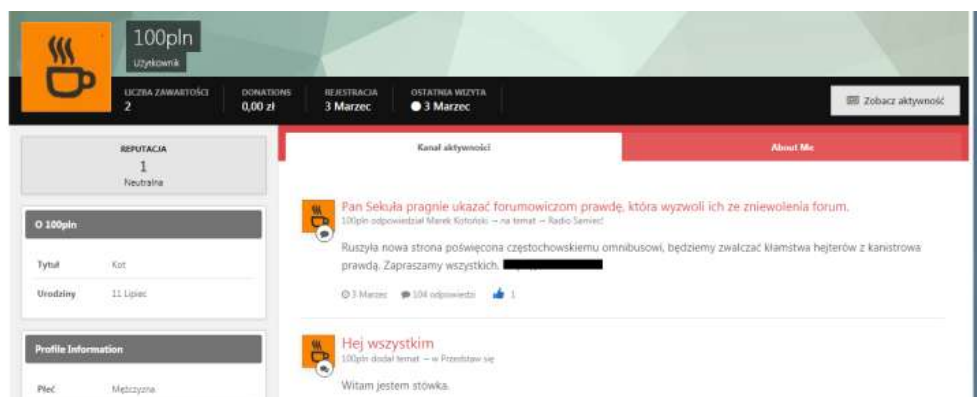 100pln
Użytkownik
LICZBA ZAWARTOŚCI
2
DONATIONS
0,00 zł
REJESTRACJA
3 Marzec
OSTATNIA WIZYTA
3 Marzec
Zobacz aktywność
REPUTACJA
1
Neutralna
O 100pln
Tytuł Kot
Urodziny 11 Lipiec
Profile Information
Płeć Mężczyzna
Kanał aktywności
About Me
Pan Sekuła pragnie ukazać forumowiczom prawdę, która wyzwoli ich ze zniewolenia forum.
100pln odpowiedział Marek Kotoński → na temat → Radio Samiec!
Ruszyła nowa strona poświęcona częstochowskiemu omnibusowi, będziemy zwalczać kłamstwa hejterów z kanistrowa
prawdą. Zapraszamy wszystkich.
3 Marzec 104 odpowiedzi 1
Hej wszystkim
100pln dodał temat → w Przedstaw się
Witam jestem stówka.